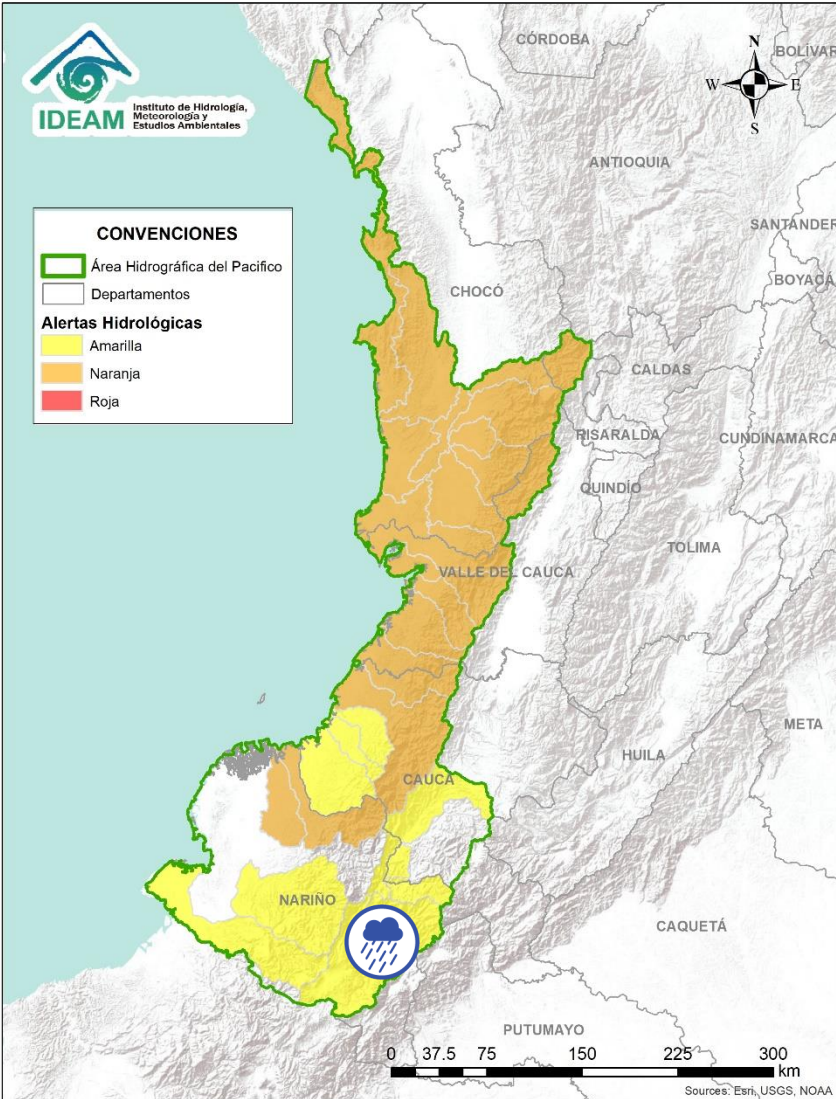 IDEAM
Instituto de Hidrología,
Meteorología y
Estudios Ambientales
CÓRDOBA
BOLÍVAR
N
W
E
S
ANTIOQUIA
SANTANDER
BOYACÁ
CONVENCIONES
Área Hidrográfica del Pacifico
Departamentos
Alertas Hidrológicas
Amarilla
Naranja
Roja
CHOCÓ
CALDAS
RISARALDA
CUNDINAMARCA
QUINDÍO
TOLIMA
VALLE DEL CAUCA
META
HUILA
CAUCA
NARIÑO
CAQUETÁ
PUTUMAYO
0 37.5 75 150 225 300
km
Sources: Esri, USGS, NOAA